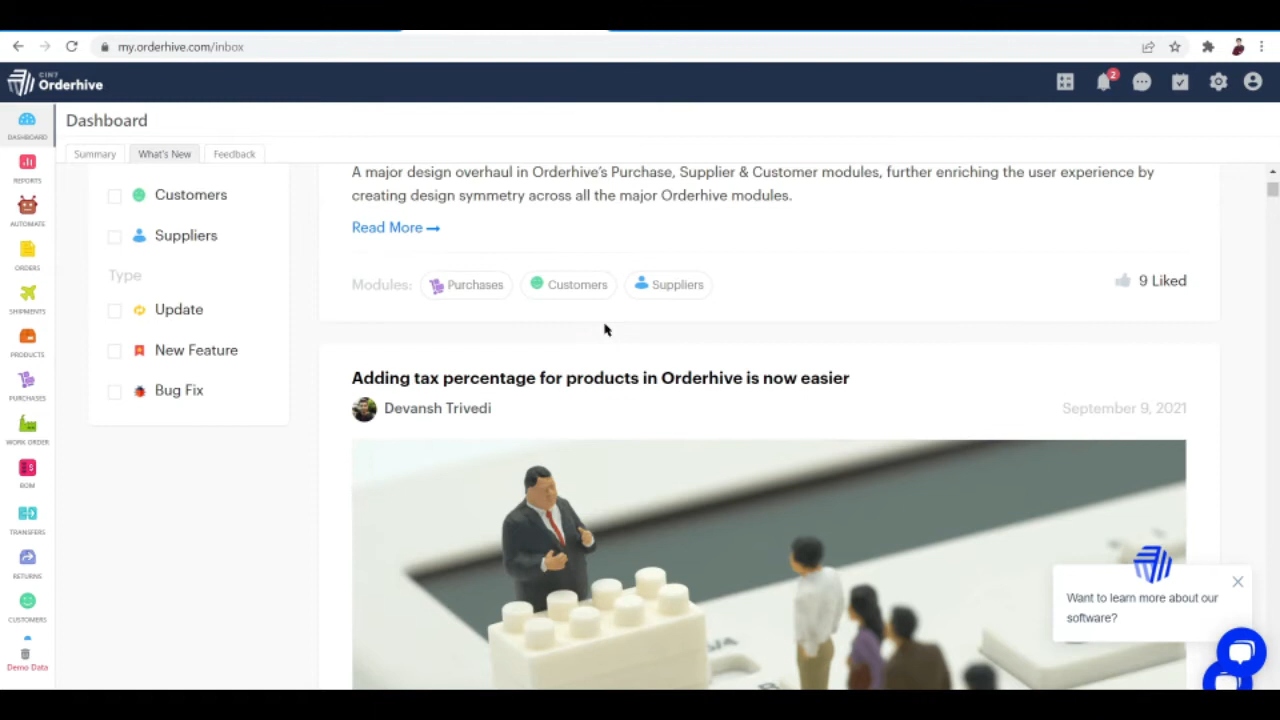 my.orderhive.com/inbox
CIN7
Orderhive
2
DASHBOARD
REPORTS
AUTOMATE
ORDERS
SHIPMENTS
PRODUCTS
PURCHASES
WORK ORDER
BOM
TRANSFERS
RETURNS
CUSTOMERS
Demo Data
Dashboard
Summary
What's New
Feedback
Customers
Suppliers
Type
Update
New Feature
Bug Fix
A major design overhaul in Orderhive's Purchase, Supplier & Customer modules, further enriching the user experience by
creating design symmetry across all the major Orderhive modules.
Read More
Modules: Purchases Customers Suppliers
9 Liked
Adding tax percentage for products in Orderhive is now easier
Devansh Trivedi
September 9, 2021
Want to learn more about our
software?